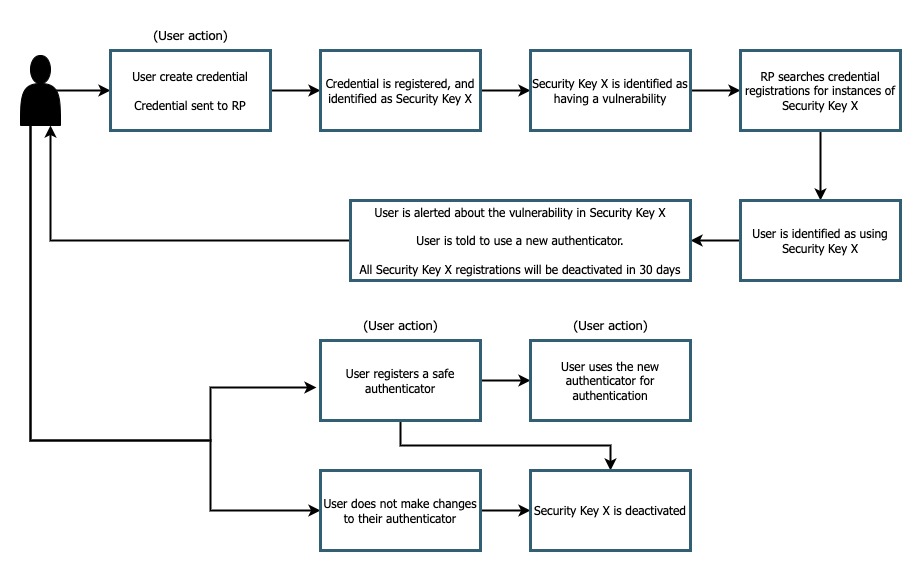 (User action)
User create credential
Credential sent to RP
Credential is registered, and
identified as Security Key X
Security Key X is identified as
having a vulnerability
RP searches credential
registrations for instances of
Security Key X
User is identified as using
Security Key X
User is alerted about the vulnerability in Security Key X
User is told to use a new authenticator.
All Security Key X registrations will be deactivated in 30 days
(User action)
User registers a safe
authenticator
(User action)
User uses the new
authenticator for
authentication
User does not make changes
to their authenticator
Security Key X is deactivated